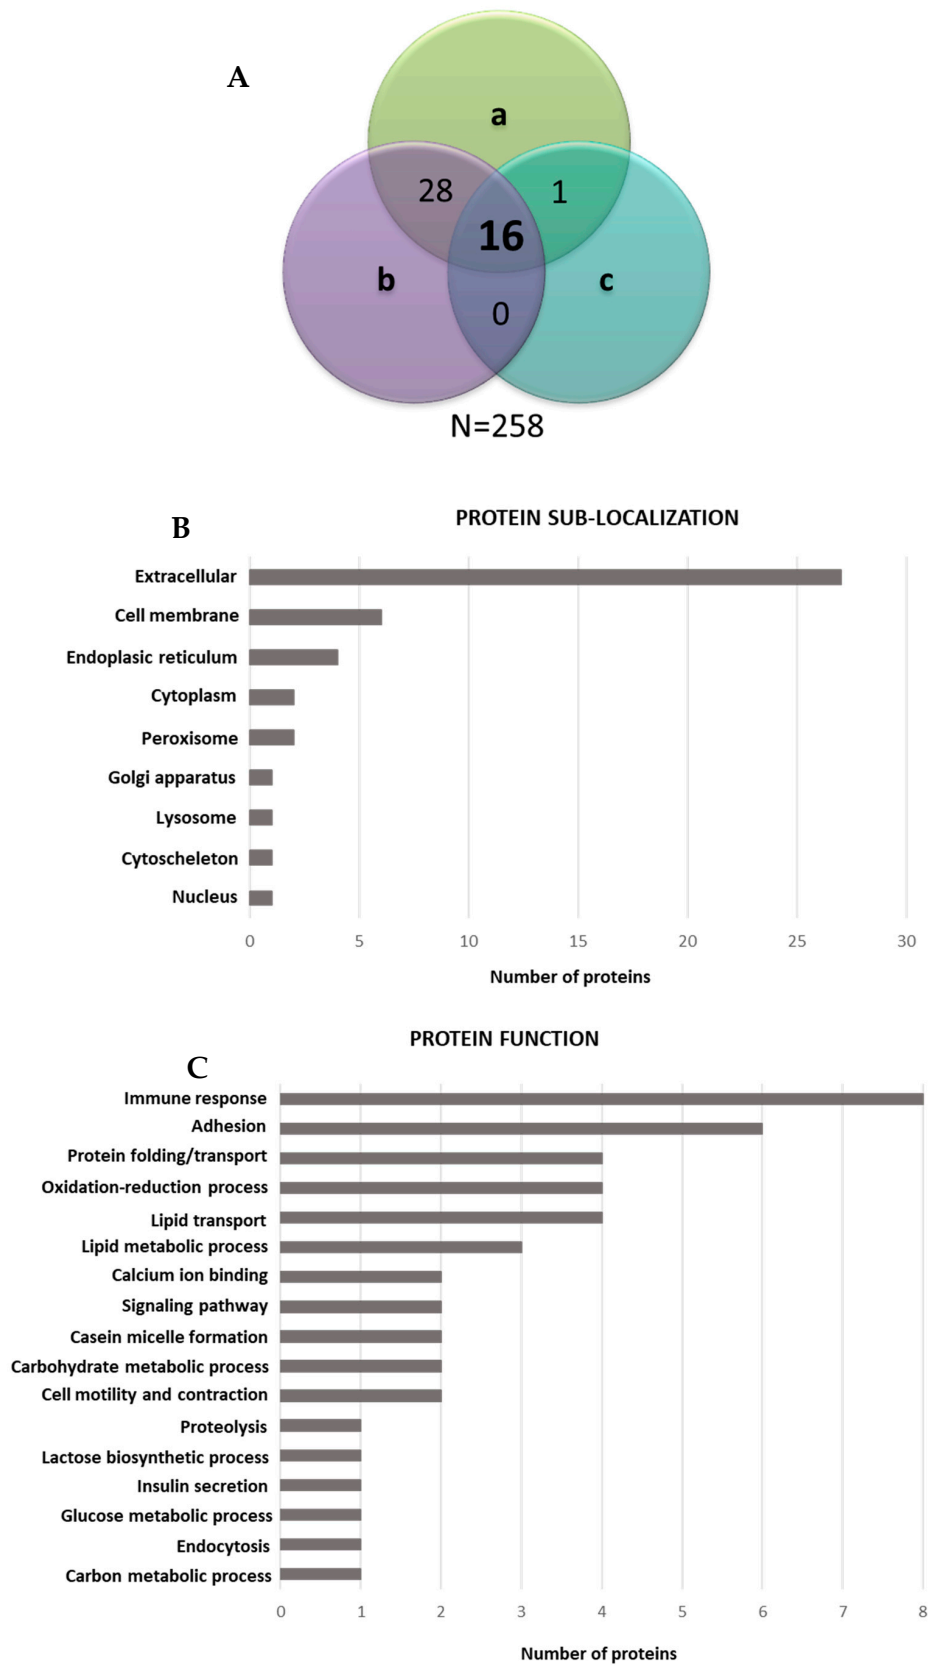 A
a
28
1
16
b
c
0
N=258
B
PROTEIN SUB-LOCALIZATION
Extracellular
Cell membrane
Endoplasic reticulum
Cytoplasm
Peroxisome
Golgi apparatus
Lysosome
Cytoscheleton
Nucleus
0 5 10 15 20 25 30
Number of proteins
PROTEIN FUNCTION
C
Immune response
Adhesion
Protein folding/transport
Oxidation-reduction process
Lipid transport
Lipid metabolic process
Calcium ion binding
Signaling pathway
Casein micelle formation
Carbohydrate metabolic process
Cell motility and contraction
Proteolysis
Lactose biosynthetic process
Insulin secretion
Glucose metabolic process
Endocytosis
Carbon metabolic process
0 1 2 3 4 5 6 7 8
Number of proteins